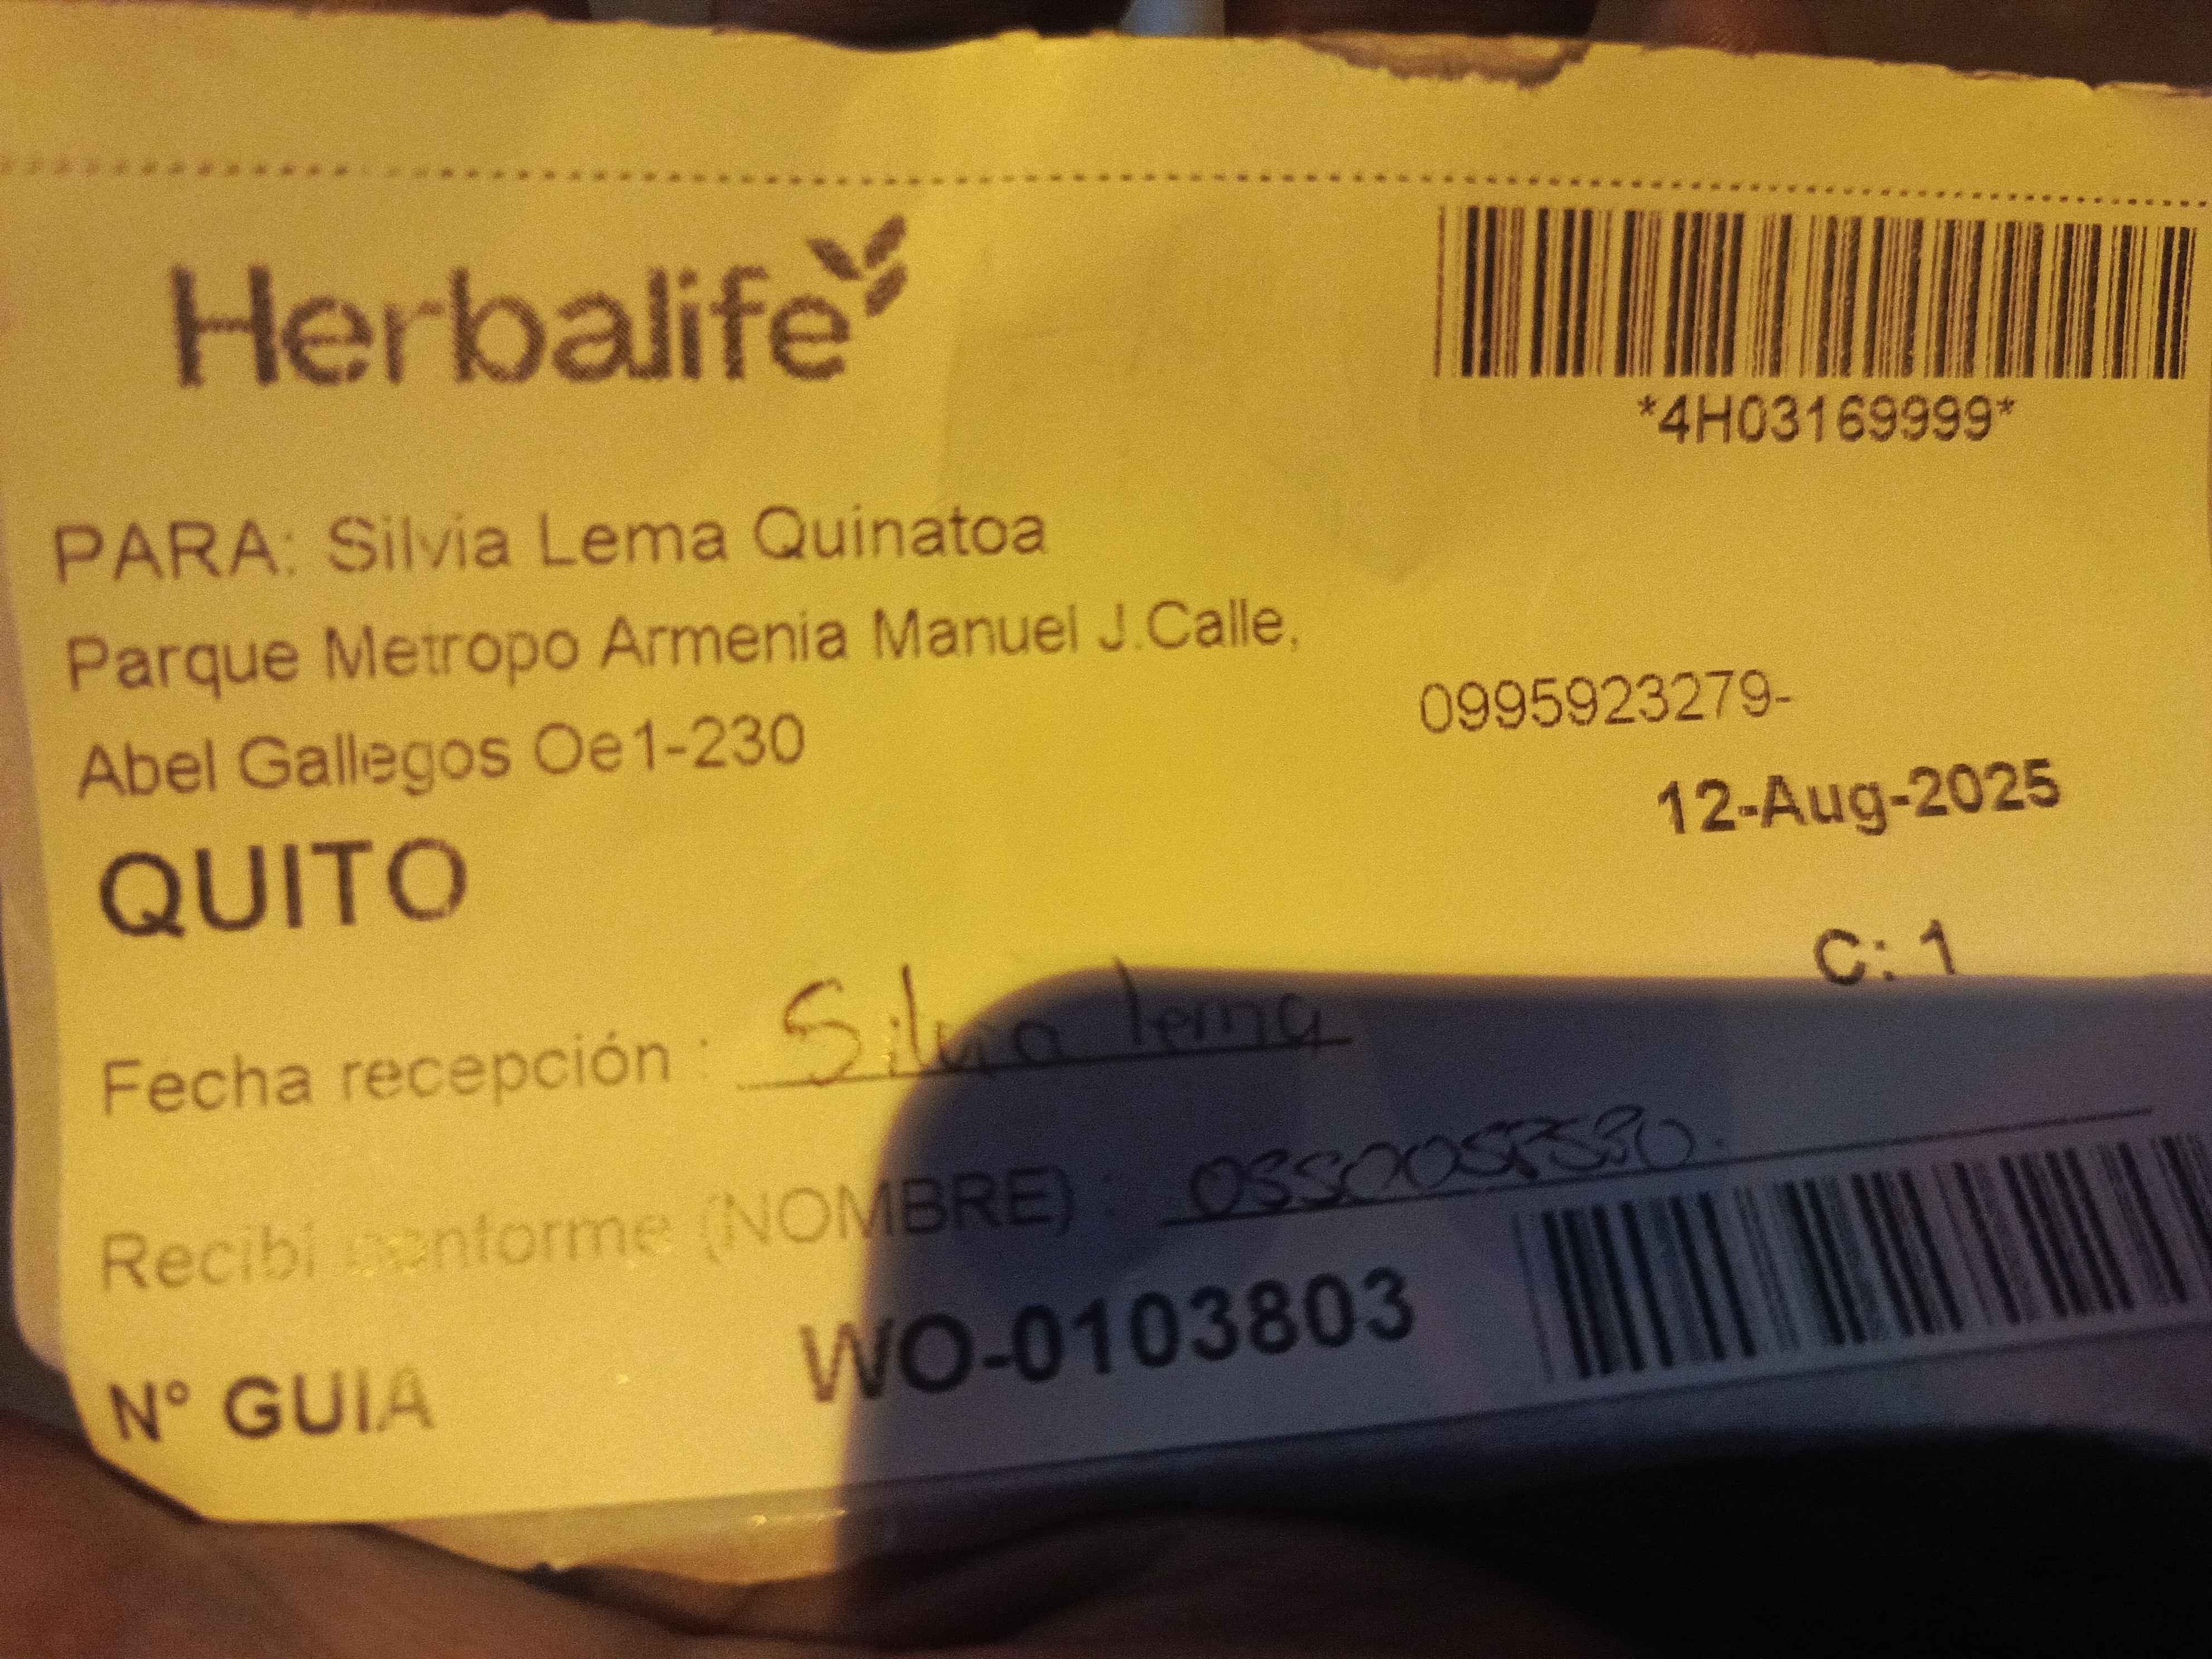 Herbalife
*4H03169999*
PARA: Silvia Lema Quinatoa
Parque Metropo Armenia Manuel J.Calle,
Abel Gallegos Oe1-230
0995923279-
QUITO
12-Aug-2025
C: 1
Fecha recepción : Silvia lema
Recibi conforme (NOMBRE) :
Nº GUIA WO-0103803